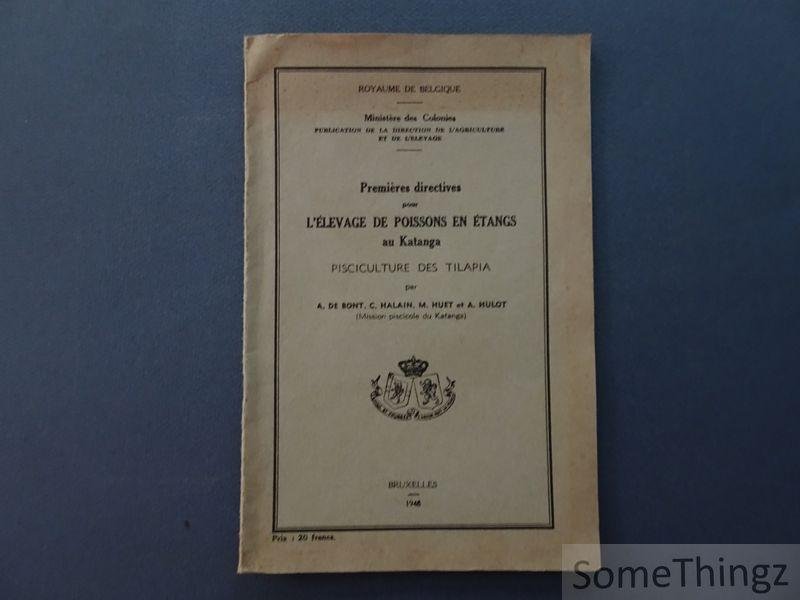 ROYAUME DE BELGIQUE
Ministère des Colonies
PUBLICATION DE LA DIRECTION DE L'AGRICULTURE
ET DE L'ELEVAGE
Premières directives
pour
L'ÉLEVAGE DE POISSONS EN ÉTANGS
au Katanga
PISCICULTURE DES TILAPIA
par
A. DE BONT, C. HALAIN, M. HUET et A. HULOT
(Mission piscicole du Katanga)
BRUXELLES
1948
Prix : 20 francs.
SomeThingz